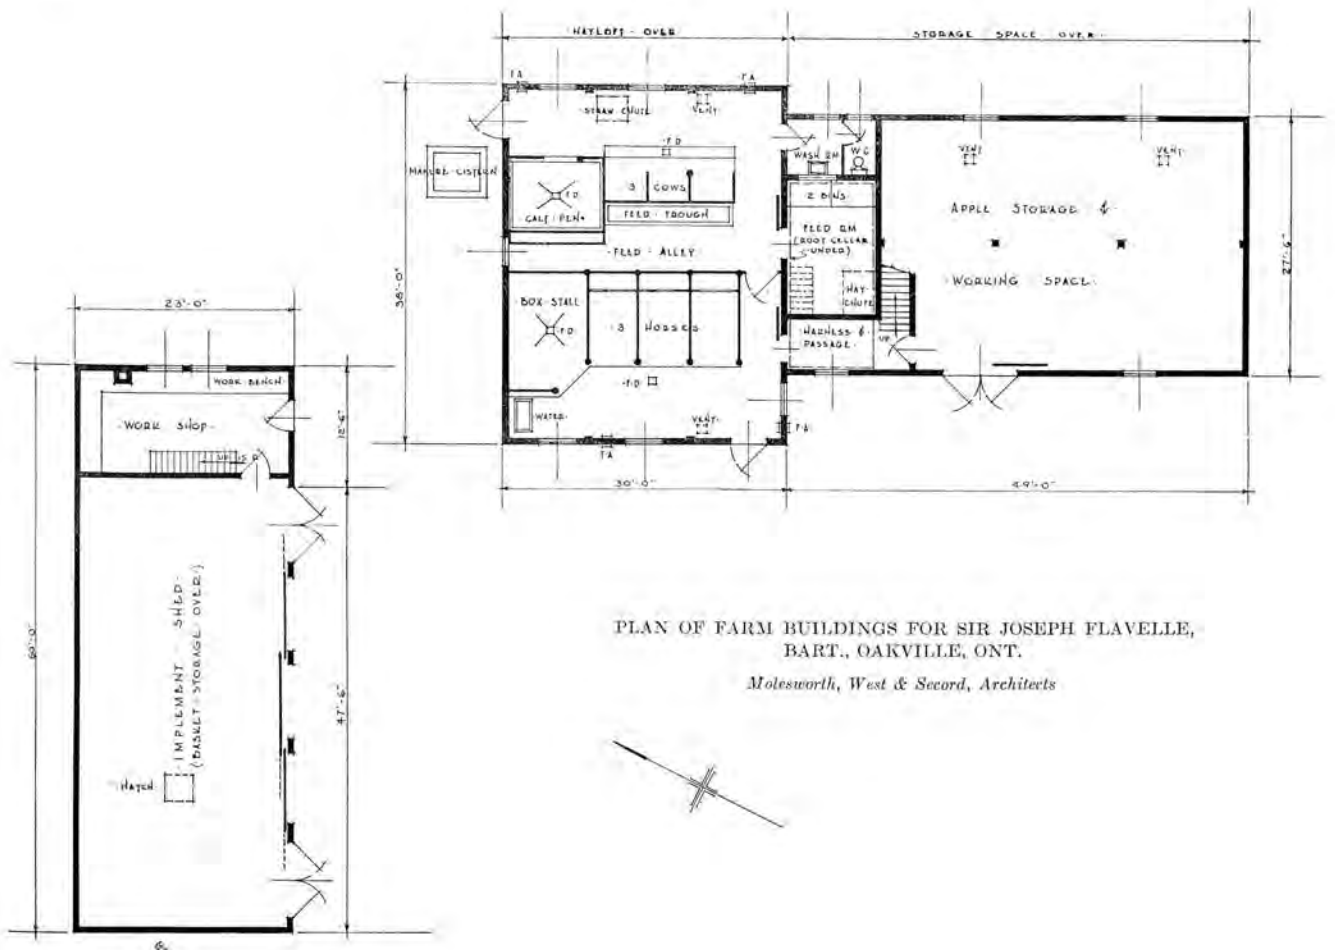 HAYLOFT OVER
STORAGE SPACE OVER
F.A.
F.A.
STRAW CHUTE
VENT
MANURE CISTERN
F.D.
F.D.
CALF PEN
3 COWS
FEED TROUGH
FEED ALLEY
WASH RM
W.C.
2 BINS
FEED RM
(ROOT CELLAR
UNDER)
HAY
CHUTE
VENT
VENT
APPLE STORAGE &
WORKING SPACE
27'-6"
38'-0"
BOX STALL
F.D.
3 HORSES
HARNESS &
PASSAGE
UP
F.D.
WATER
VENT
F.A.
F.A.
30'-0"
49'-0"
23'-0"
WORK BENCH
WORK SHOP
UP 15 R
12'-6"
60'-0"
47'-6"
IMPLEMENT SHED
(BASKET STORAGE OVER)
HATCH
PLAN OF FARM BUILDINGS FOR SIR JOSEPH FLAVELLE,
BART., OAKVILLE, ONT.
Molesworth, West & Secord, Architects